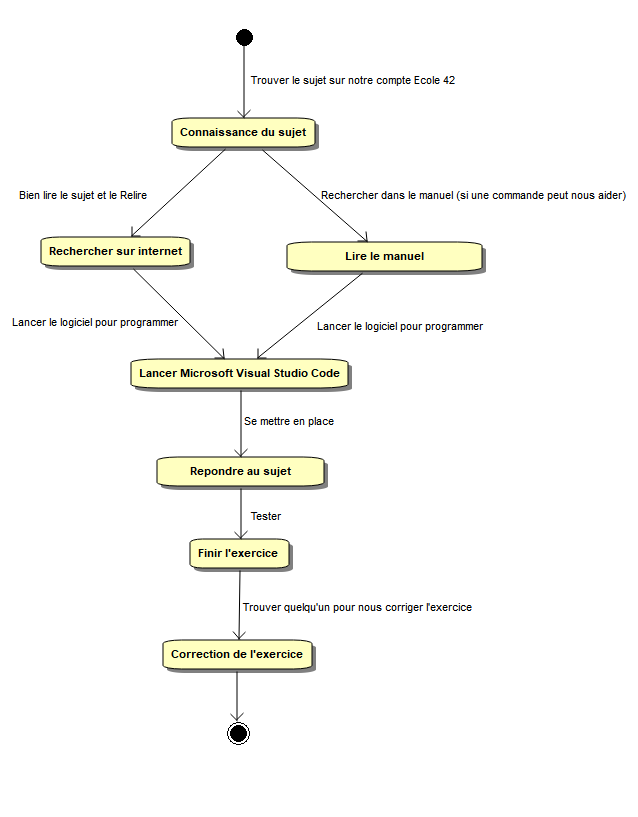 Trouver le sujet sur notre compte Ecole 42
Connaissance du sujet
Bien lire le sujet et le Relire
Rechercher dans le manuel (si une commande peut nous aider)
Rechercher sur internet
Lire le manuel
Lancer le logiciel pour programmer
Lancer le logiciel pour programmer
Lancer Microsoft Visual Studio Code
Se mettre en place
Repondre au sujet
Tester
Finir l'exercice
Trouver quelqu'un pour nous corriger l'exercice
Correction de l'exercice